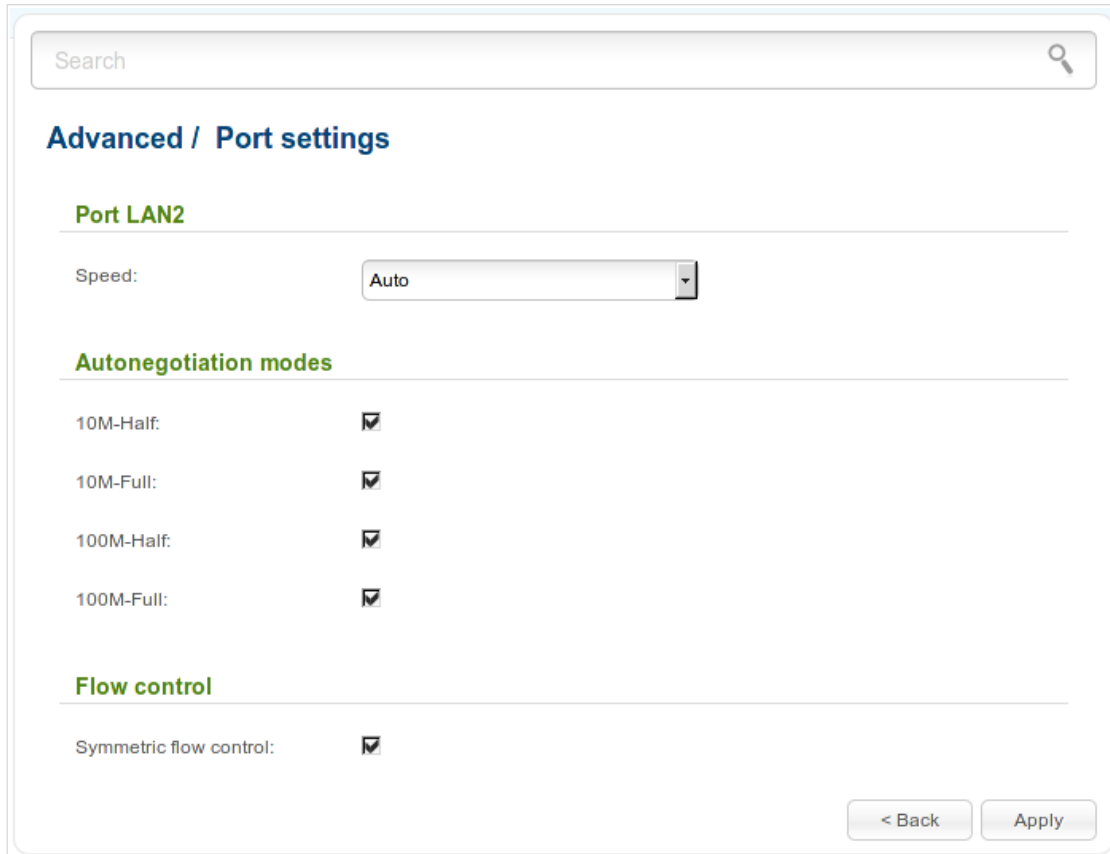 Search
Advanced / Port settings
Port LAN2
Speed: Auto
Autonegotiation modes
10M-Half:
10M-Full:
100M-Half:
100M-Full:
Flow control
Symmetric flow control:
< Back Apply